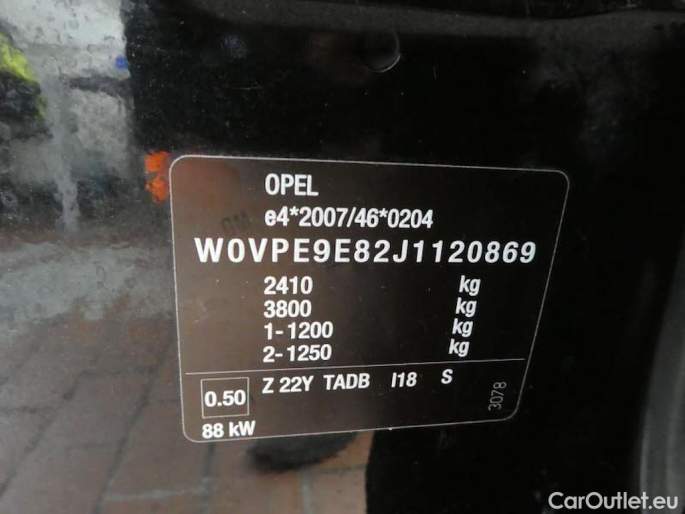 OPEL
e4*2007/46*0204
W0VPE9E82J1120869
2410 kg
3800 kg
1-1200 kg
2-1250 kg
0.50 Z 22Y TADB I18 S 3078
88 kW
CarOutlet.eu